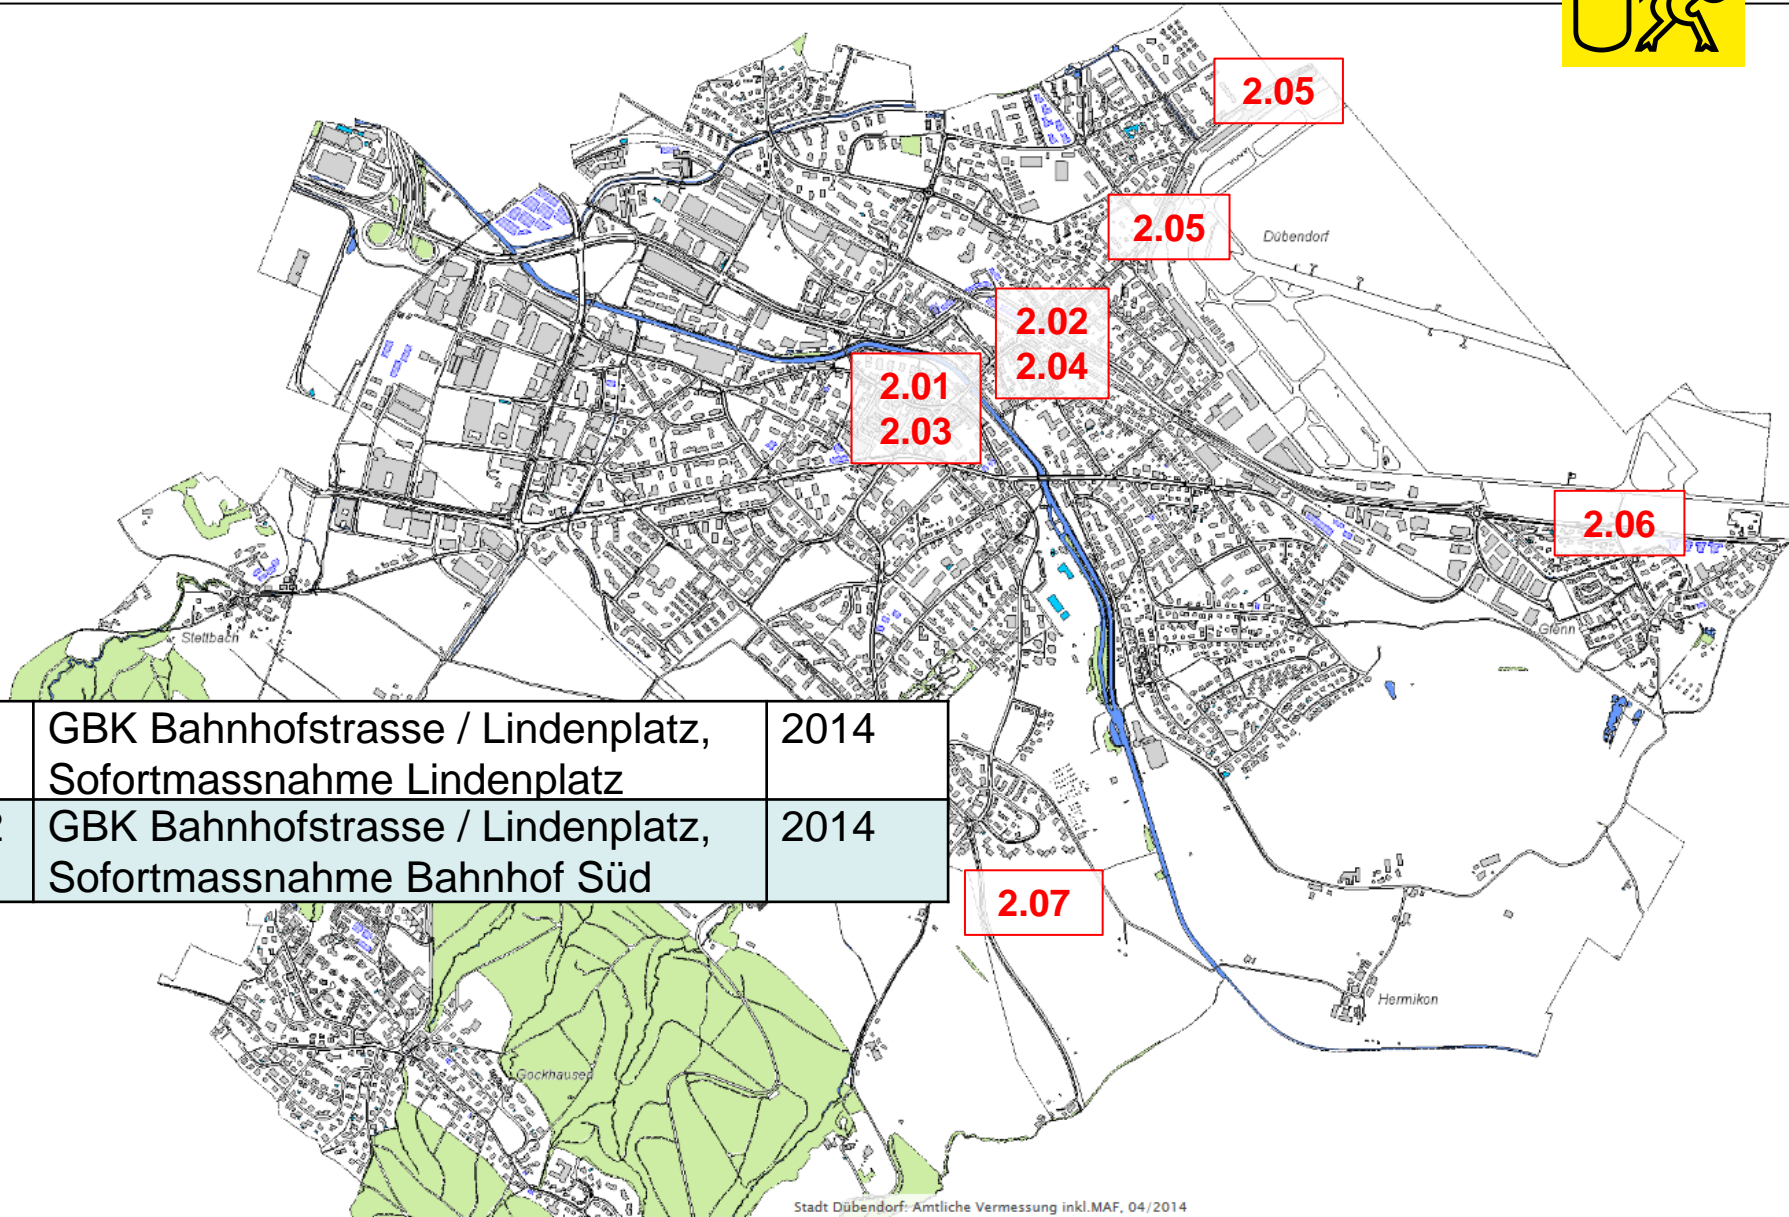 2.05
2.05
Dübendorf
2.02
2.04
2.01
2.03
2.06
Stettbach
Gfenn
GBK Bahnhofstrasse / Lindenplatz, 2014
Sofortmassnahme Lindenplatz
2 GBK Bahnhofstrasse / Lindenplatz, 2014
Sofortmassnahme Bahnhof Süd
2.07
Hermikon
Gockhausen
Stadt Dübendorf: Amtliche Vermessung inkl.MAF, 04/2014